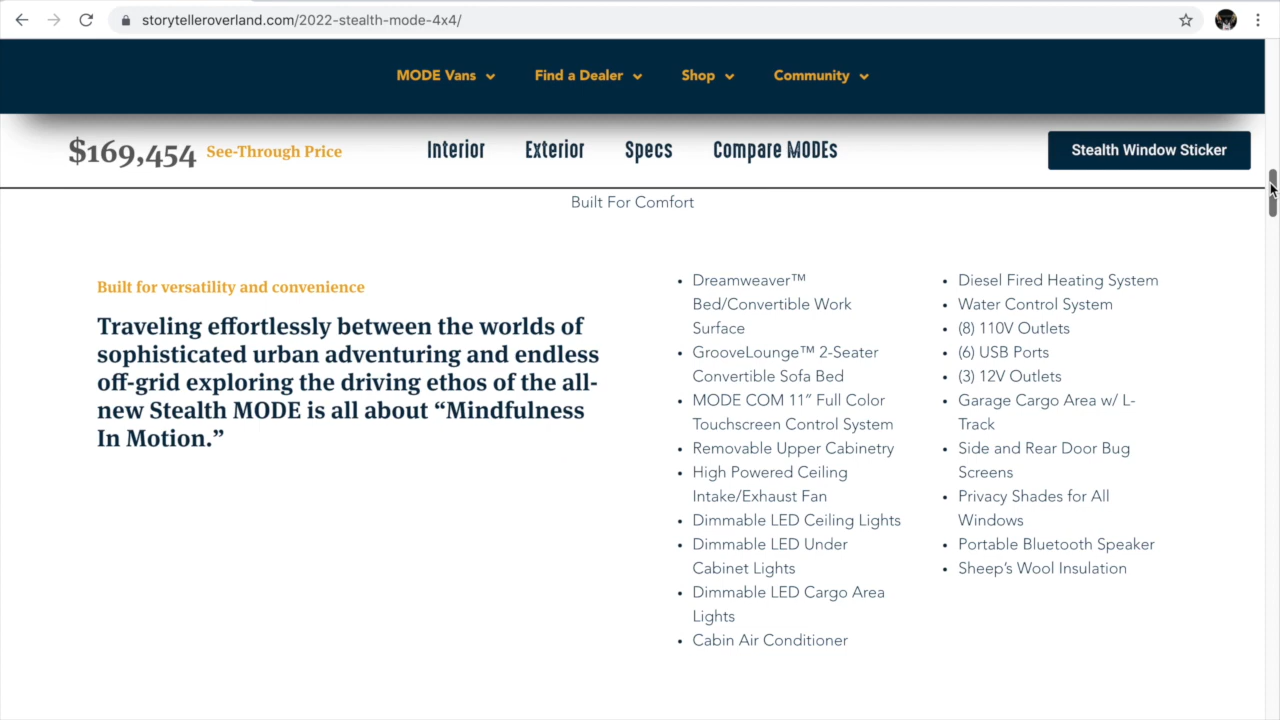 storytelleroverland.com/2022-stealth-mode-4x4/
MODE Vans
Find a Dealer
Shop
Community
$169,454 See-Through Price
Interior
Exterior
Specs
Compare MODEs
Stealth Window Sticker
Built For Comfort
Built for versatility and convenience
Traveling effortlessly between the worlds of
sophisticated urban adventuring and endless
off-grid exploring the driving ethos of the all-
new Stealth MODE is all about “Mindfulness
In Motion.”
• Dreamweaver™
Bed/Convertible Work
Surface
• GrooveLounge™ 2-Seater
Convertible Sofa Bed
• MODE COM 11” Full Color
Touchscreen Control System
• Removable Upper Cabinetry
• High Powered Ceiling
Intake/Exhaust Fan
• Dimmable LED Ceiling Lights
• Dimmable LED Under
Cabinet Lights
• Dimmable LED Cargo Area
Lights
• Cabin Air Conditioner
• Diesel Fired Heating System
• Water Control System
• (8) 110V Outlets
• (6) USB Ports
• (3) 12V Outlets
• Garage Cargo Area w/ L-
Track
• Side and Rear Door Bug
Screens
• Privacy Shades for All
Windows
• Portable Bluetooth Speaker
• Sheep’s Wool Insulation